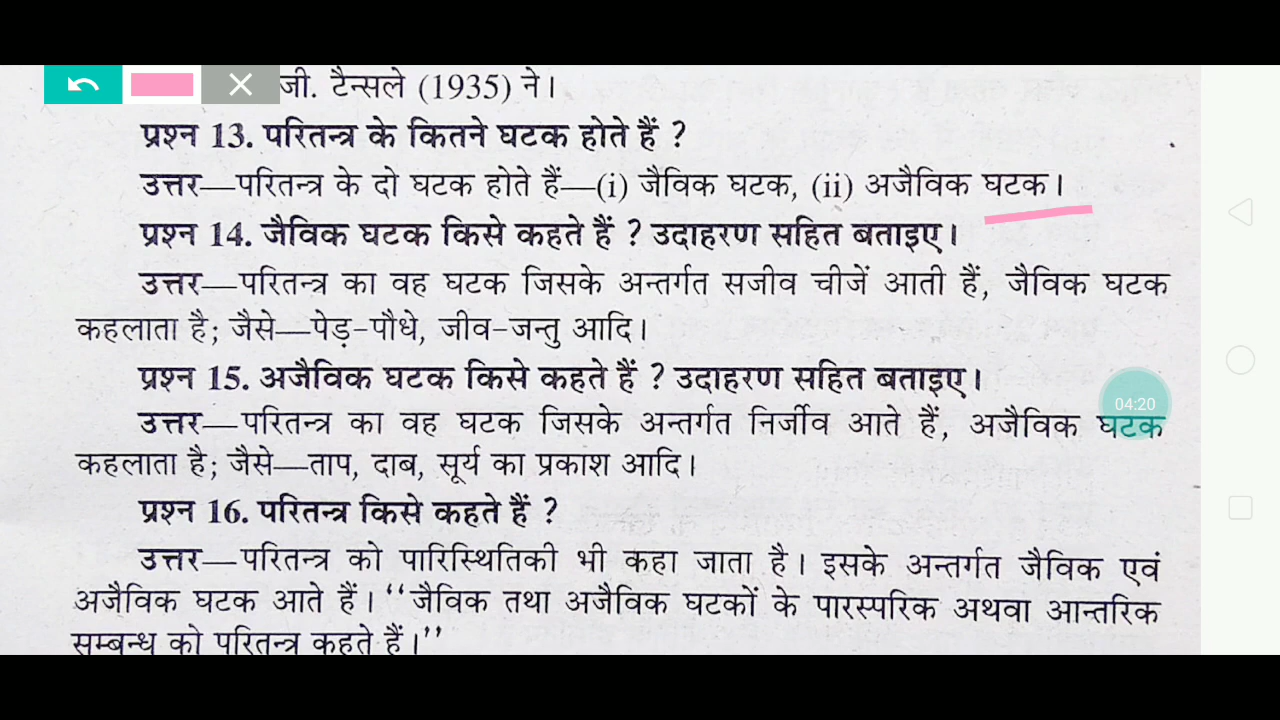 जी. टैन्सले (1935) ने।
प्रश्न 13. परितन्त्र के कितने घटक होते हैं ?
उत्तर—परितन्त्र के दो घटक होते हैं—(i) जैविक घटक, (ii) अजैविक घटक।
प्रश्न 14. जैविक घटक किसे कहते हैं ? उदाहरण सहित बताइए।
उत्तर—परितन्त्र का वह घटक जिसके अन्तर्गत सजीव चीजें आती हैं, जैविक घटक
कहलाता है; जैसे—पेड़-पौधे, जीव-जन्तु आदि।
प्रश्न 15. अजैविक घटक किसे कहते हैं ? उदाहरण सहित बताइए।
04:20
उत्तर—परितन्त्र का वह घटक जिसके अन्तर्गत निर्जीव आते हैं, अजैविक घटक
कहलाता है; जैसे—ताप, दाब, सूर्य का प्रकाश आदि।
प्रश्न 16. परितन्त्र किसे कहते हैं ?
उत्तर—परितन्त्र को पारिस्थितिकी भी कहा जाता है। इसके अन्तर्गत जैविक एवं
अजैविक घटक आते हैं। ‘‘जैविक तथा अजैविक घटकों के पारस्परिक अथवा आन्तरिक
सम्बन्ध को परितन्त्र कहते हैं।’’